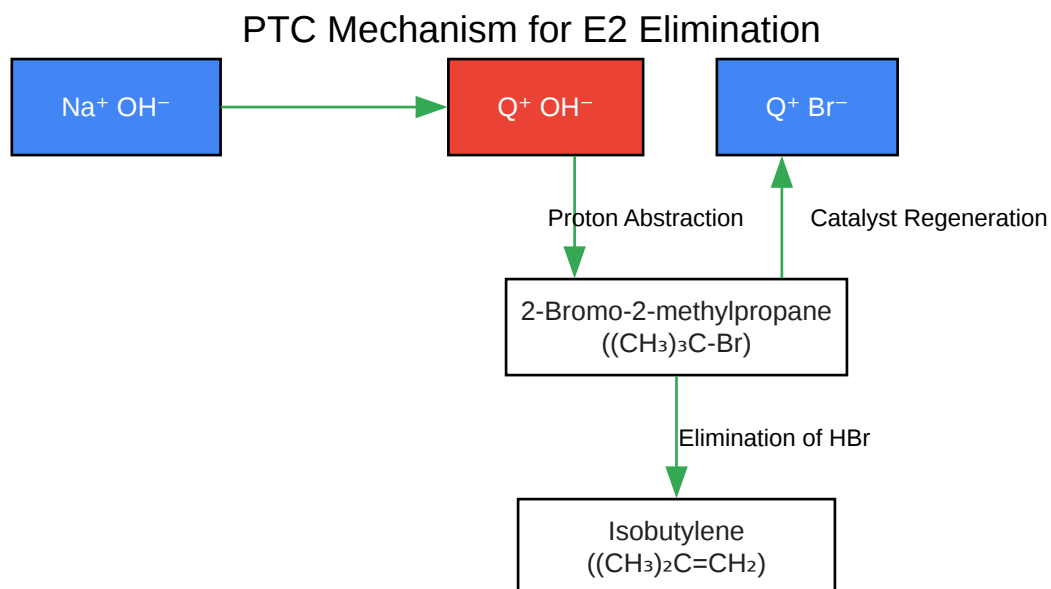 PTC Mechanism for E2 Elimination
Na⁺ OH⁻
Q⁺ OH⁻
Q⁺ Br⁻
Proton Abstraction
Catalyst Regeneration
2-Bromo-2-methylpropane
((CH₃)₃C-Br)
Elimination of HBr
Isobutylene
((CH₃)₂C=CH₂)